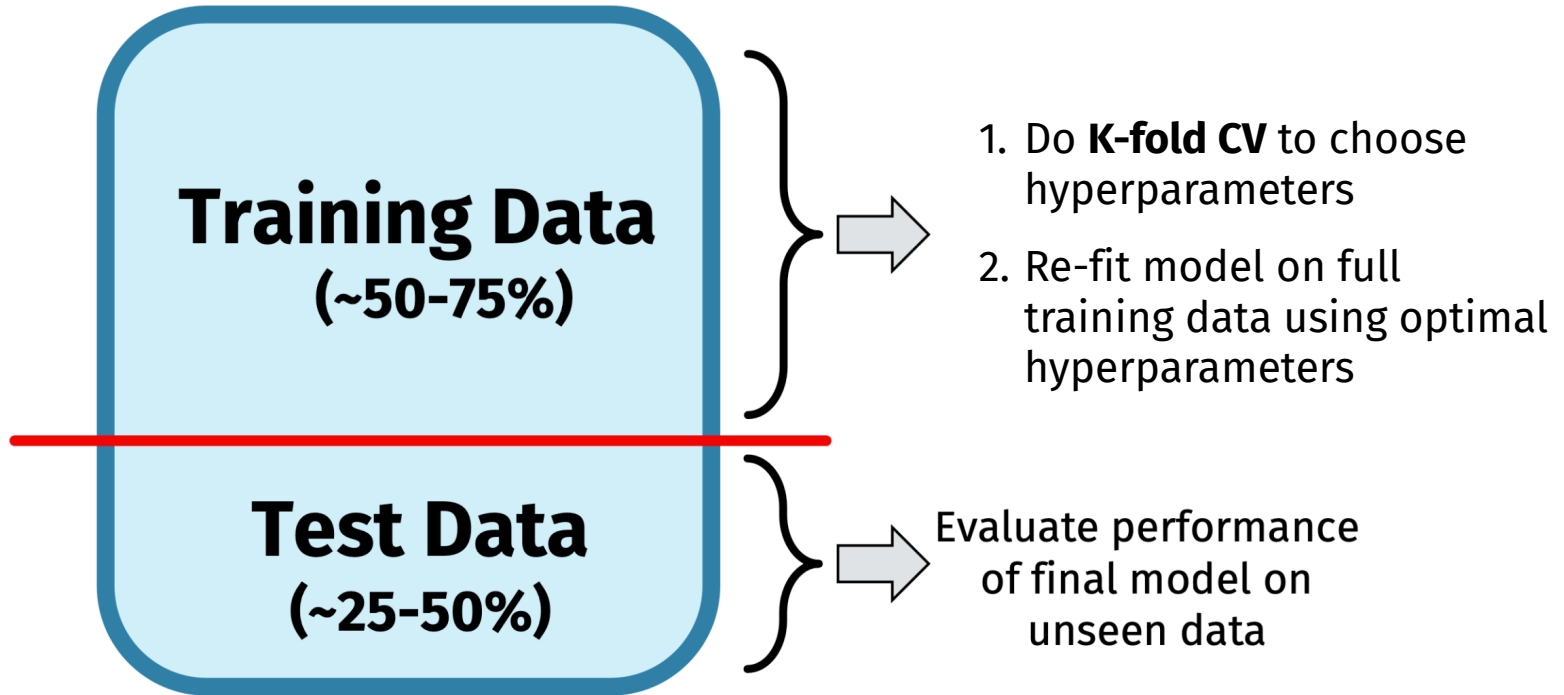 Training Data
(~50-75%)
1. Do K-fold CV to choose
hyperparameters
2. Re-fit model on full
training data using optimal
hyperparameters
Test Data
(~25-50%)
Evaluate performance
of final model on
unseen data